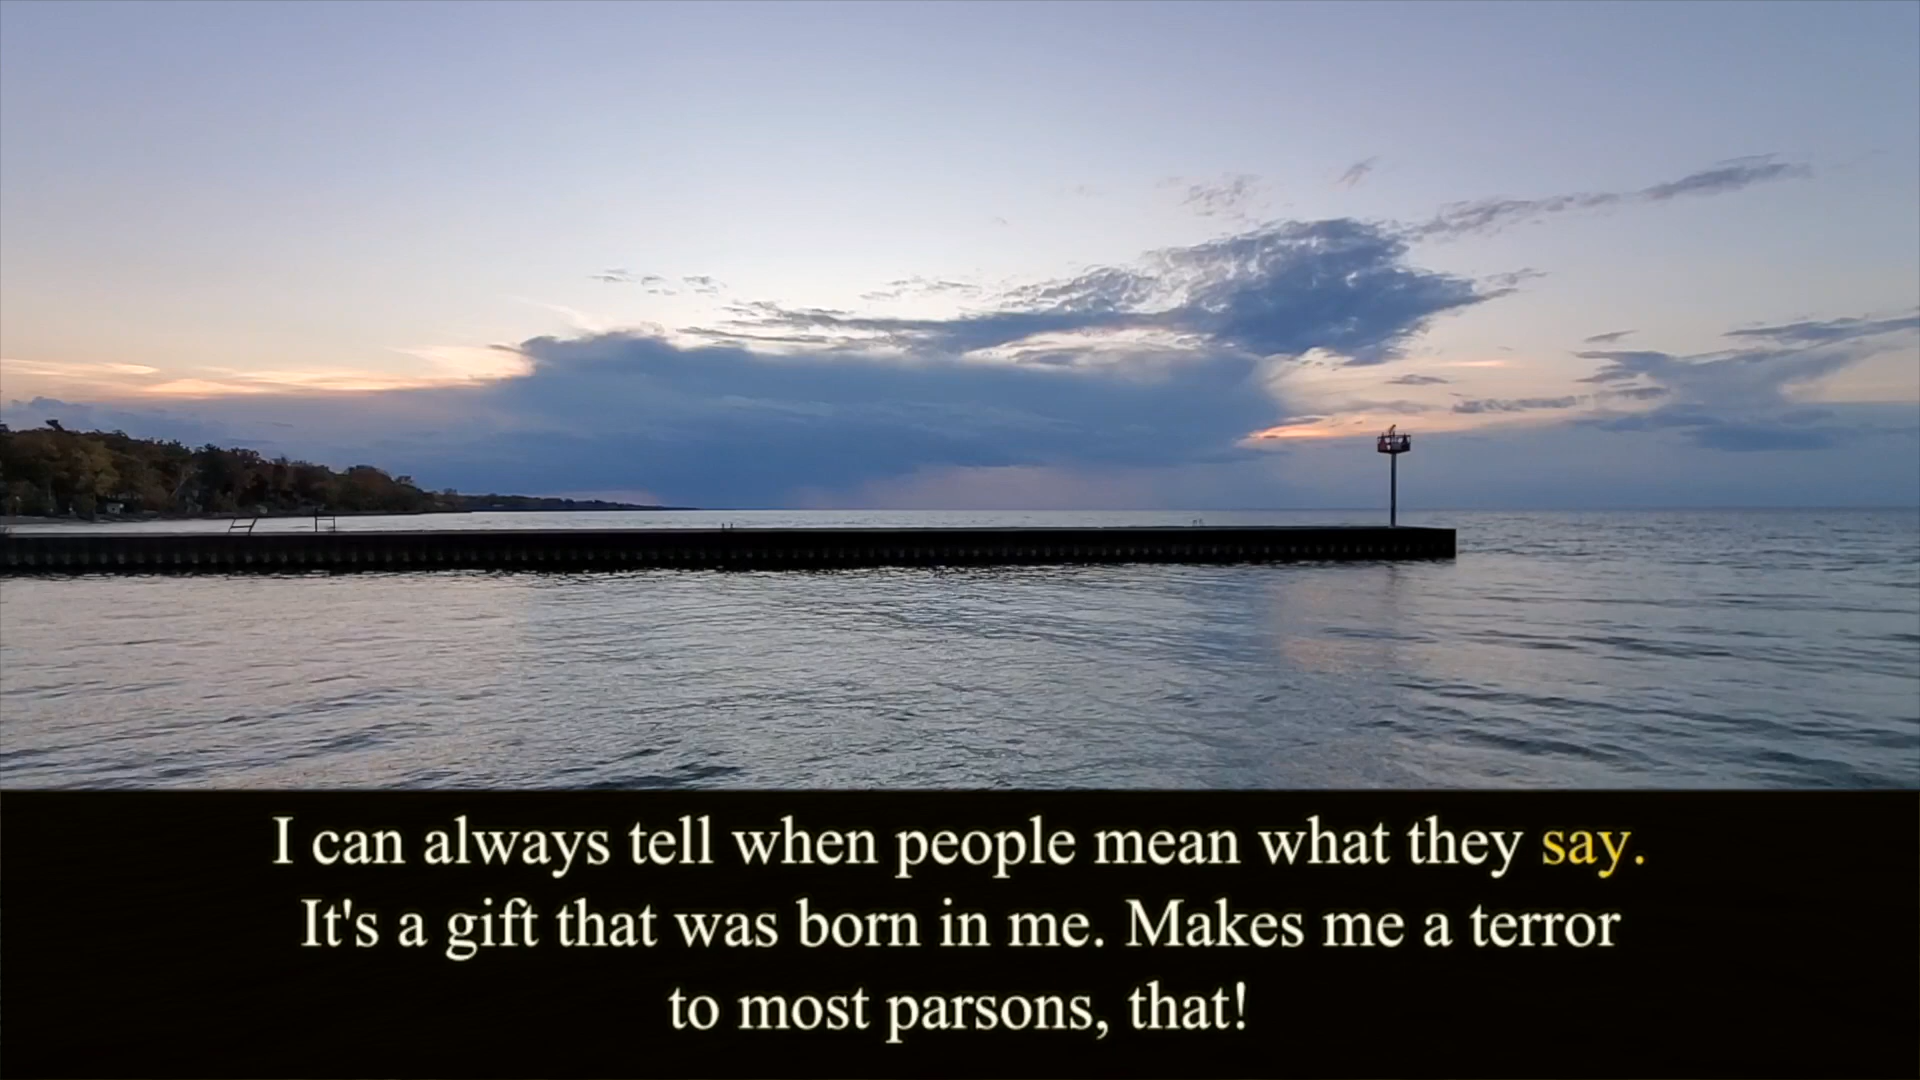 I can always tell when people mean what they say.
It's a gift that was born in me. Makes me a terror
to most parsons, that!